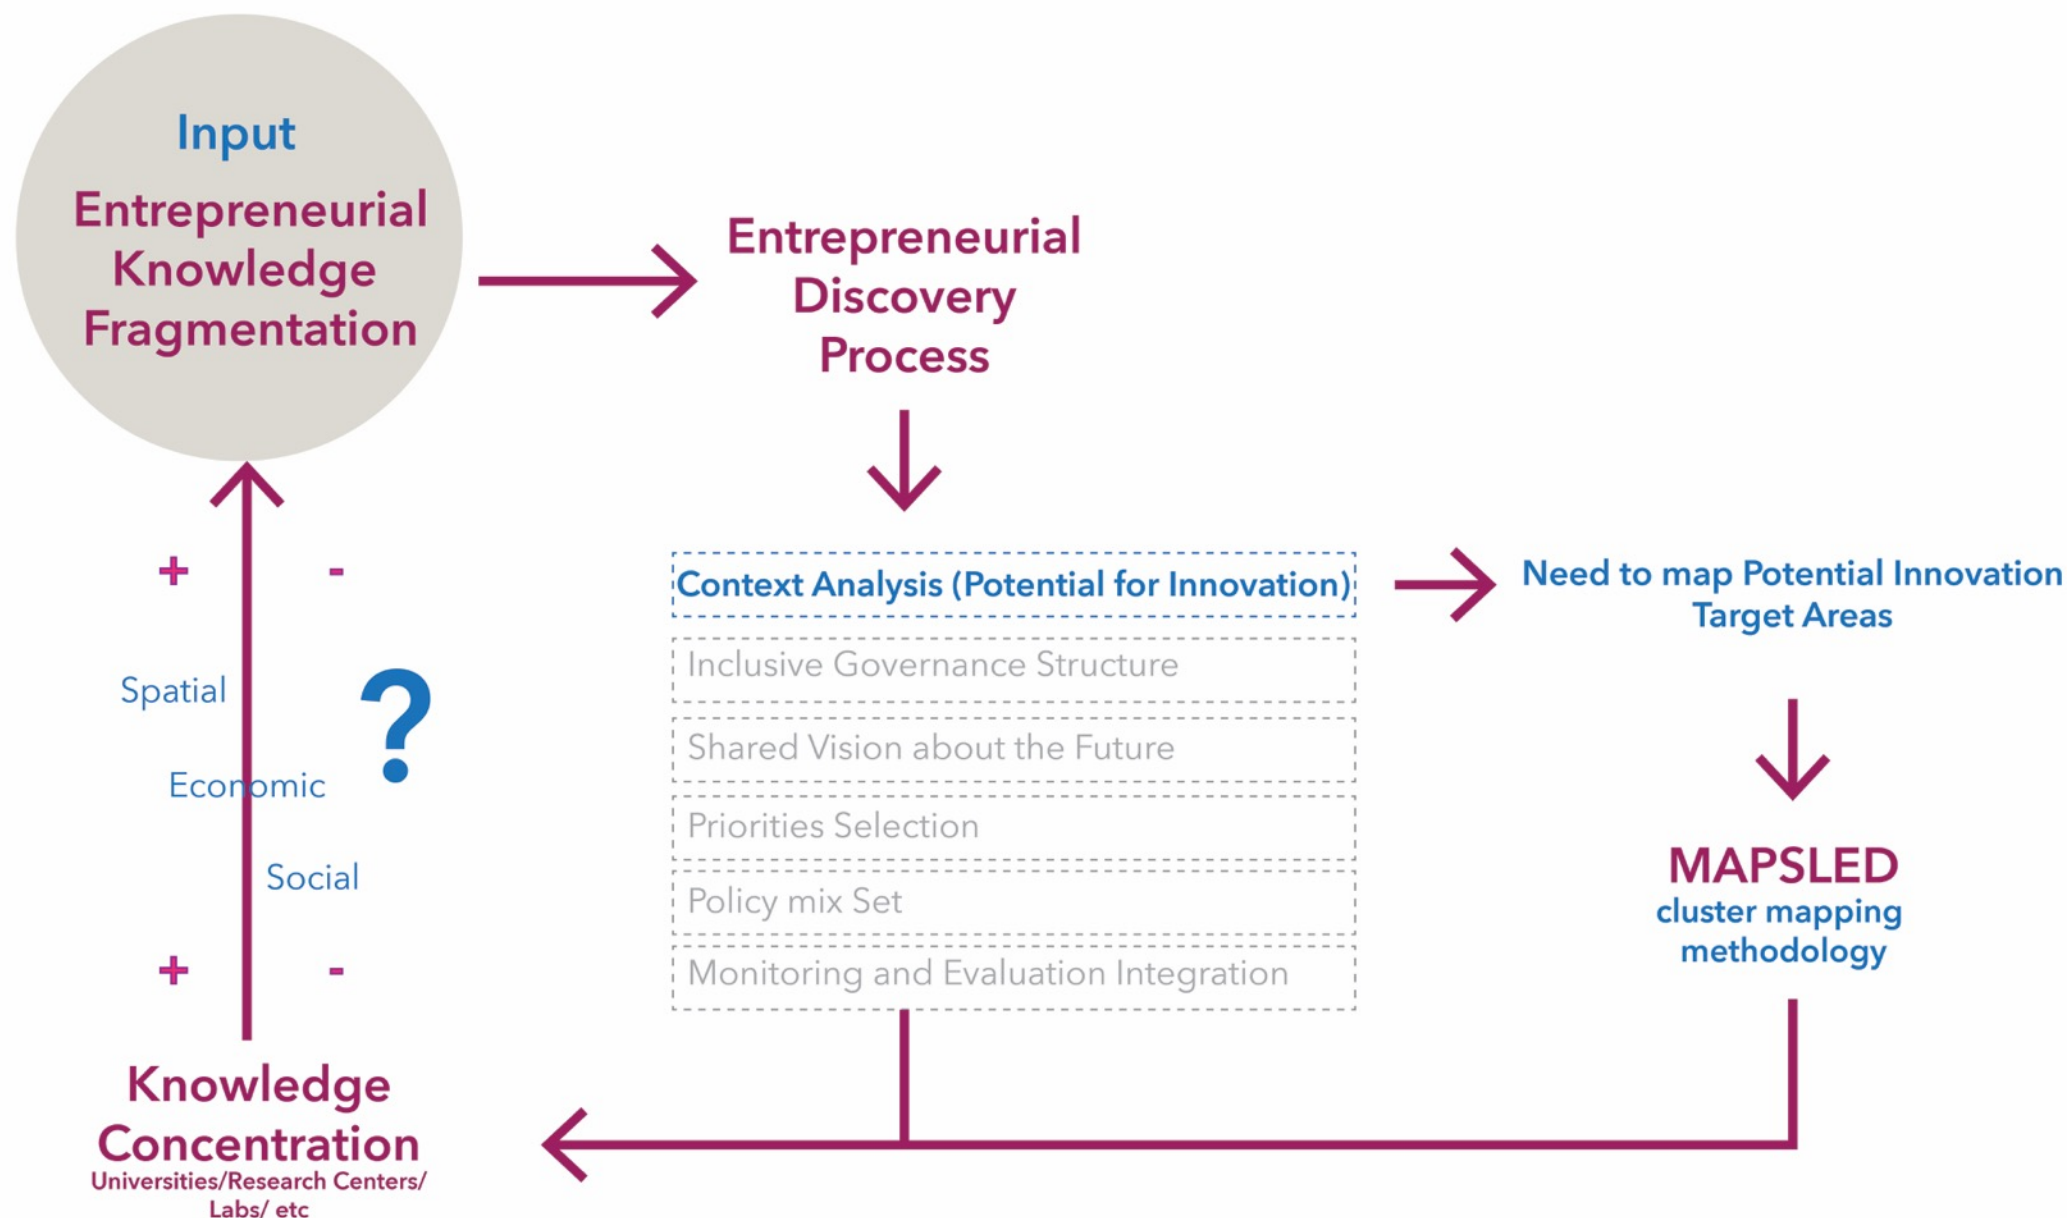 Input
Entrepreneurial
Knowledge
Fragmentation
Entrepreneurial
Discovery
Process
Context Analysis (Potential for Innovation)
Inclusive Governance Structure
Shared Vision about the Future
Priorities Selection
Policy mix Set
Monitoring and Evaluation Integration
Need to map Potential Innovation
Target Areas
MAPSLED
cluster mapping
methodology
+ -
Spatial
?
Economic
Social
+ -
Knowledge
Concentration
Universities/Research Centers/
Labs/ etc